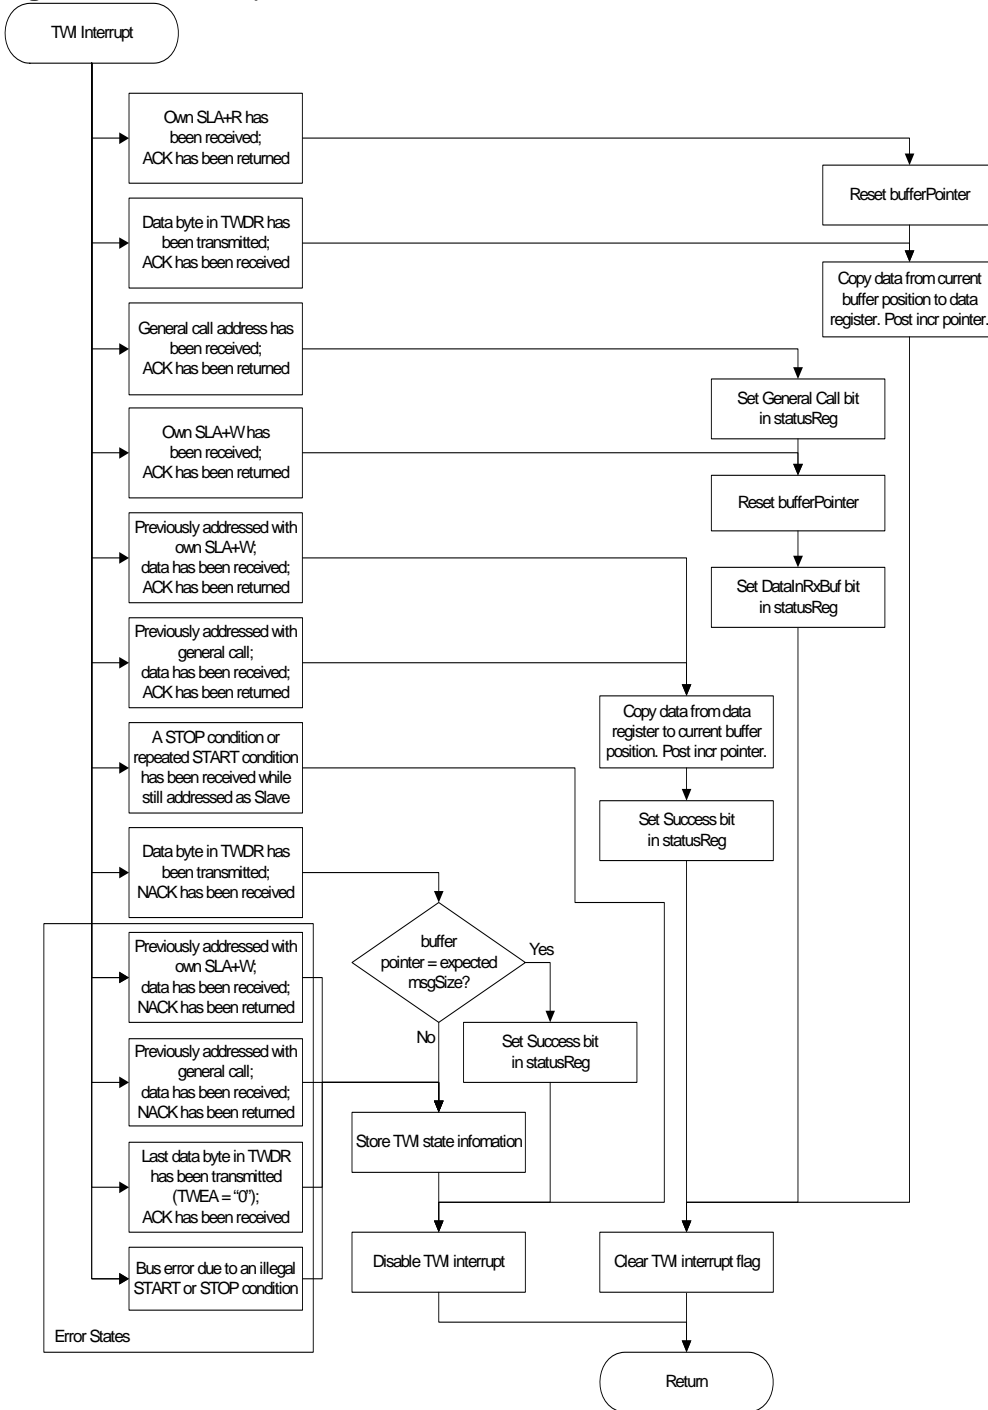 TWI Interrupt
Own SLA+R has
been received;
ACK has been returned
Reset bufferPointer
Data byte in TWDR has
been transmitted;
ACK has been received
Copy data from current
buffer position to data
register. Post incr pointer.
General call address has
been received;
ACK has been returned
Set General Call bit
in statusReg
Own SLA+W has
been received;
ACK has been returned
Reset bufferPointer
Previously addressed with
own SLA+W;
data has been received;
ACK has been returned
Set DataInRxBuf bit
in statusReg
Previously addressed with
general call;
data has been received;
ACK has been returned
Copy data from data
register to current buffer
position. Post incr pointer.
A STOP condition or
repeated START condition
has been received while
still addressed as Slave
Set Success bit
in statusReg
Data byte in TWDR has
been transmitted;
NACK has been received
buffer
pointer = expected
msgSize?
Yes
No
Previously addressed with
own SLA+W;
data has been received;
NACK has been returned
Set Success bit
in statusReg
Previously addressed with
general call;
data has been received;
NACK has been returned
Store TWI state infomation
Last data byte in TWDR
has been transmitted
(TWEA = “0”);
ACK has been received
Disable TWI interrupt
Clear TWI interrupt flag
Bus error due to an illegal
START or STOP condition
Error States
Return